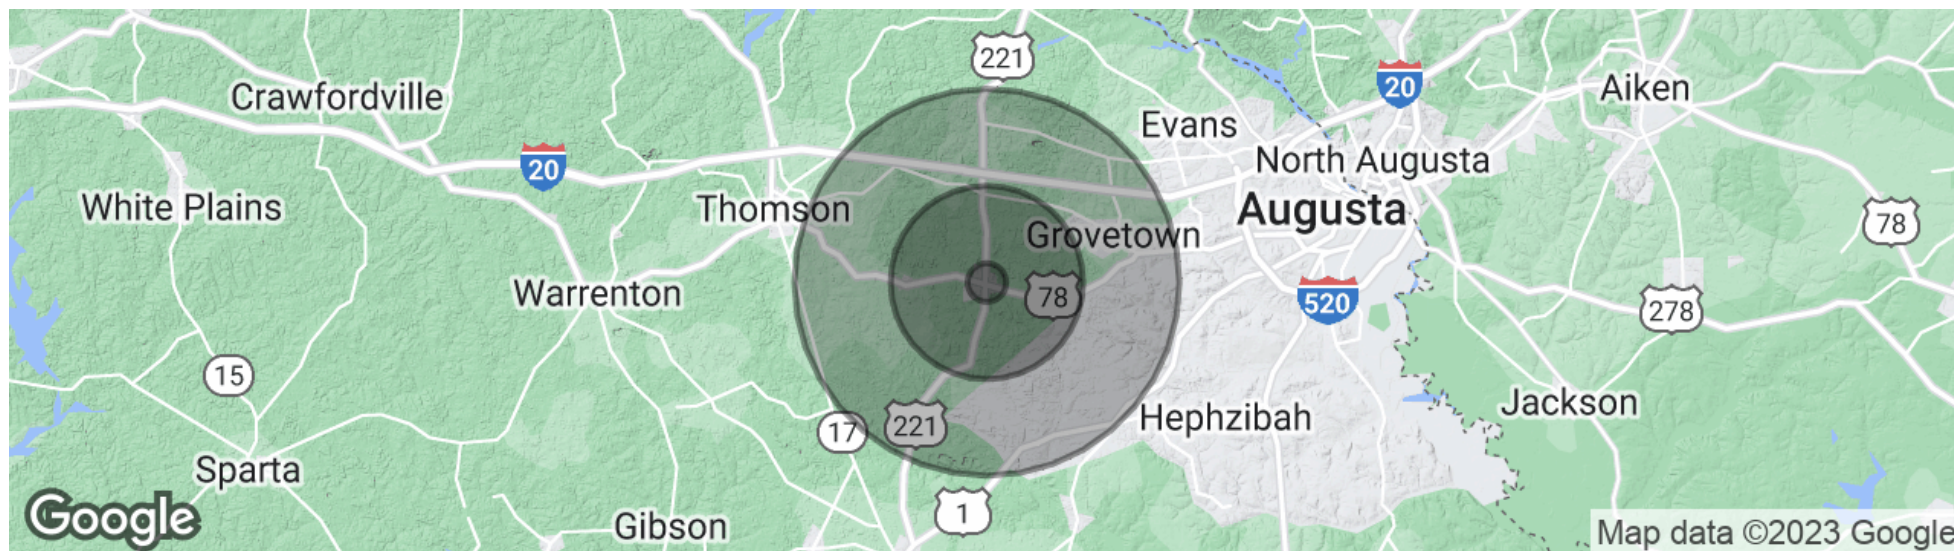 221
20
Crawfordville
Aiken
Evans
20
North Augusta
White Plains
Thomson
Augusta
78
Grovetown
Warrenton
78
520
278
15
Jackson
17
221
Hephzibah
Sparta
1
Gibson
Google
Map data ©2023 Google